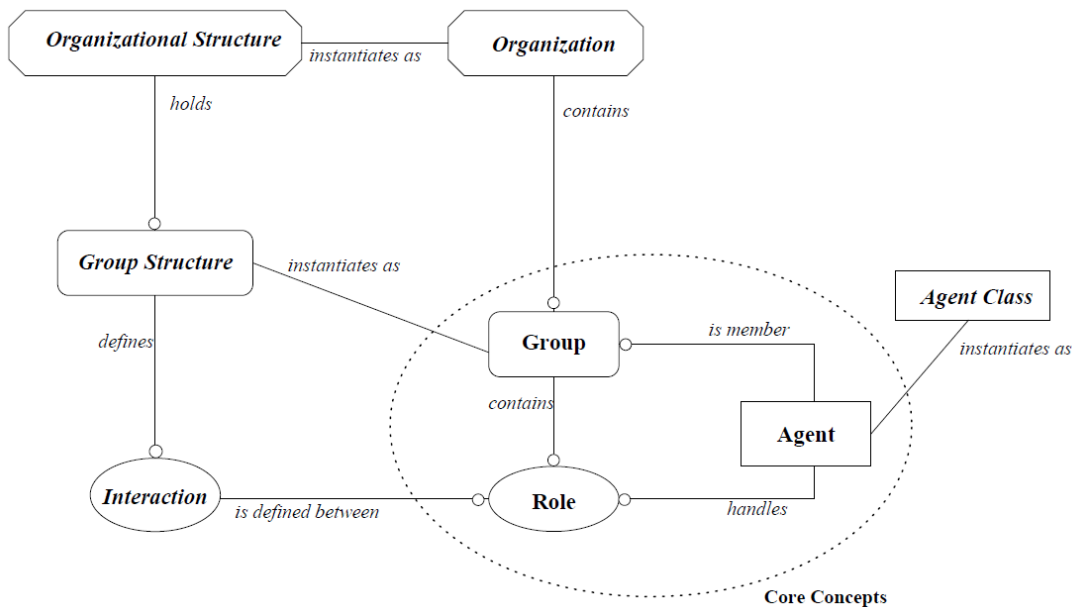 Organizational Structure
instantiates as
Organization
holds
contains
Group Structure
instantiates as
Agent Class
Group
is member
instantiates as
defines
contains
Agent
Interaction
is defined between
Role
handles
Core Concepts